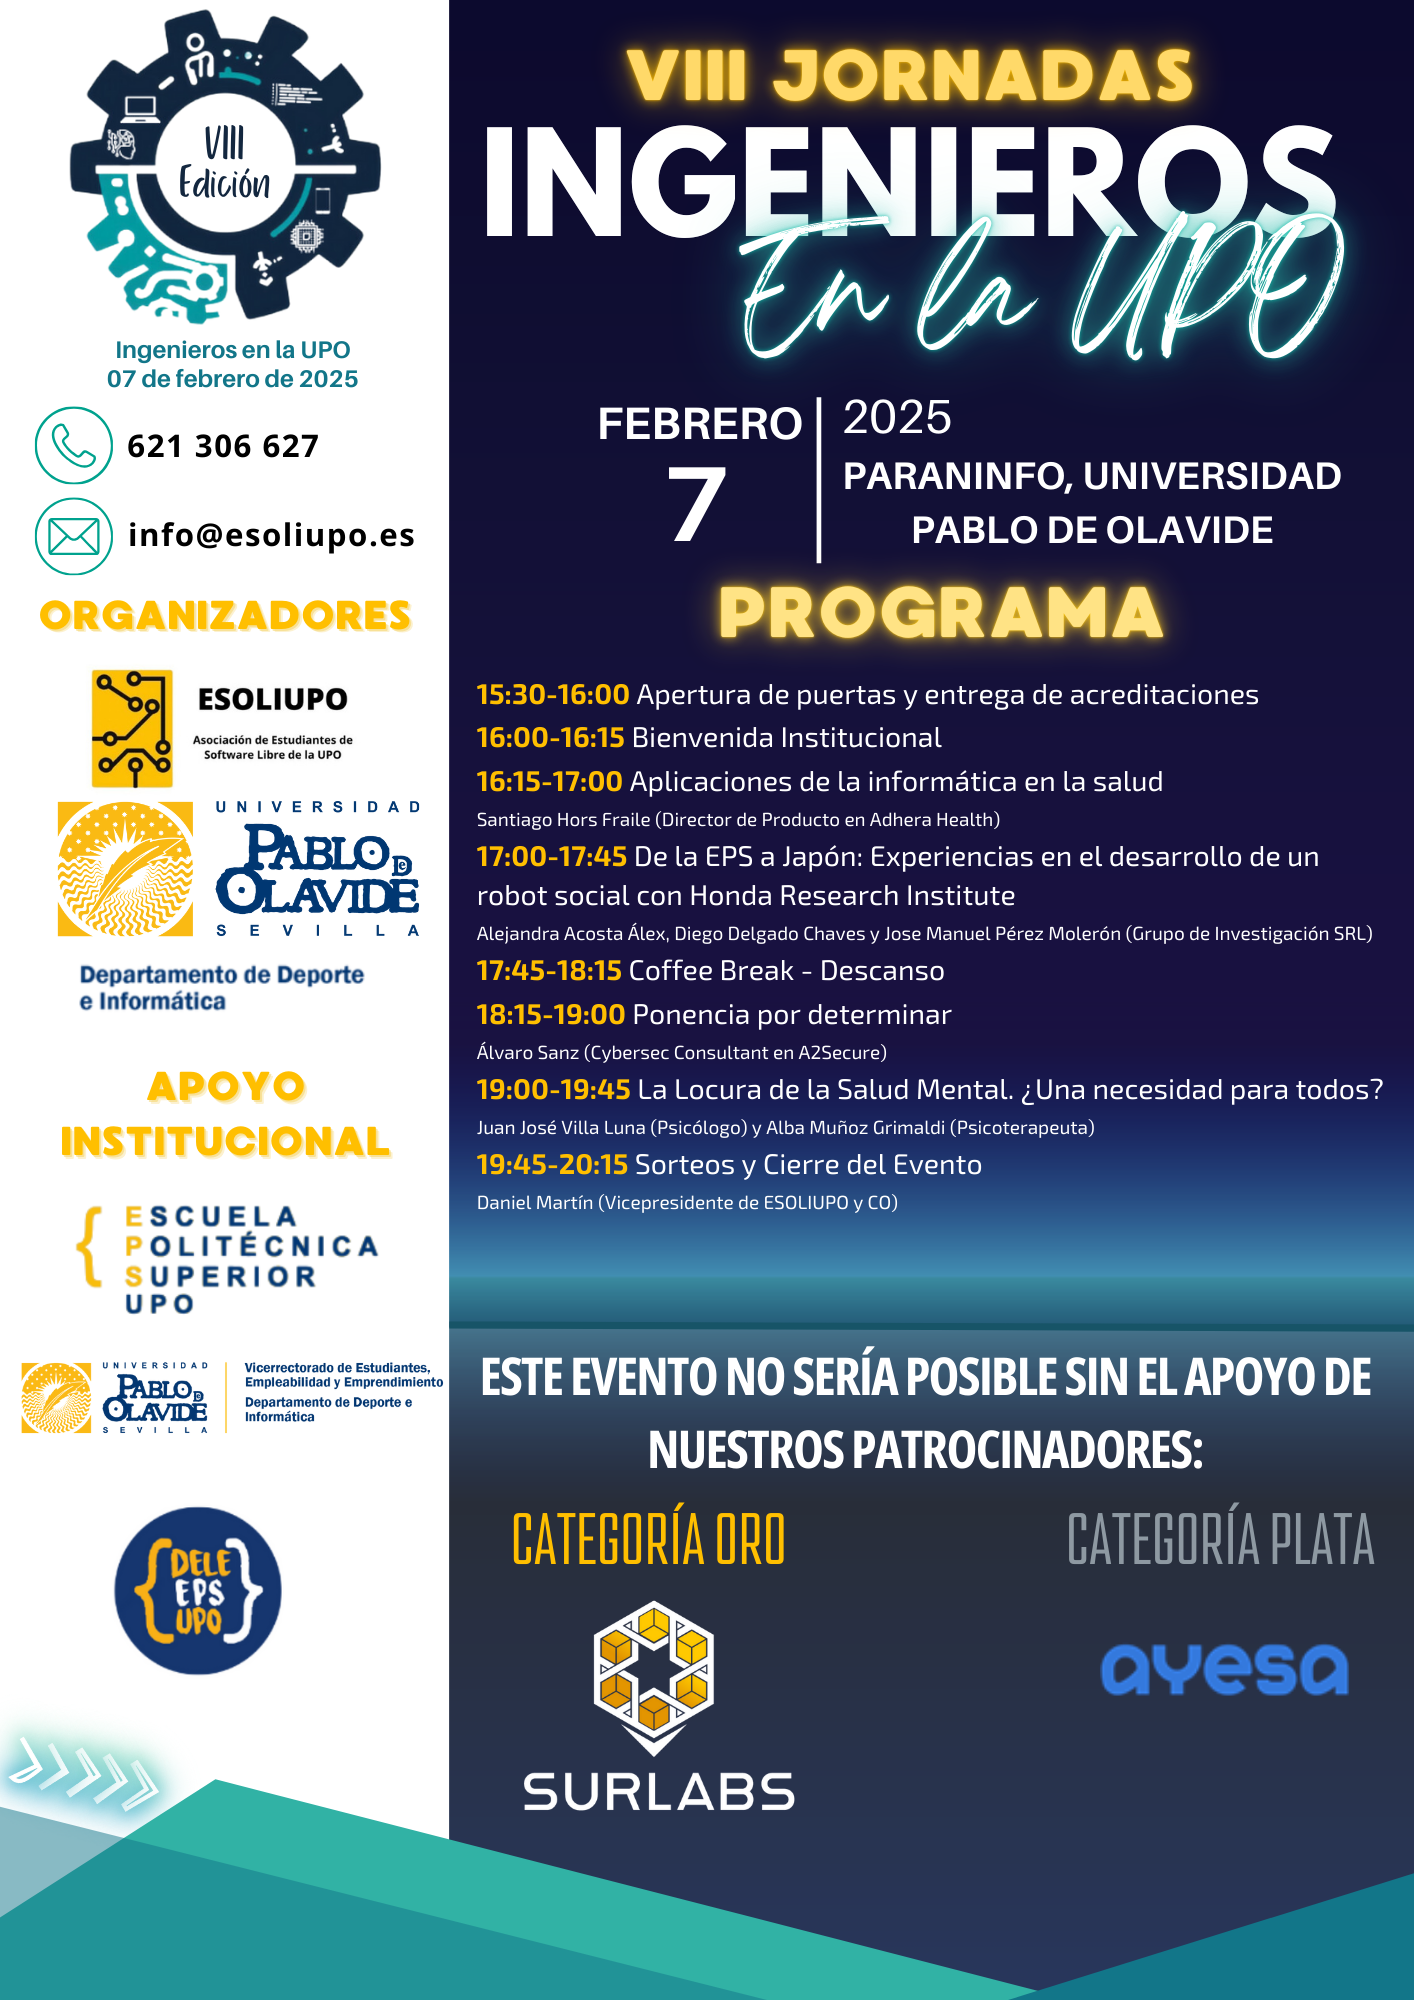 VIII
Edición
Ingenieros en la UPO
07 de febrero de 2025
621 306 627
info@esoliupo.es
ORGANIZADORES
ESOLIUPO
Asociación de Estudiantes de
Software Libre de la UPO
UNIVERSIDAD
PABLO DE
OLAVIDE
SEVILLA
Departamento de Deporte
e Informática
APOYO
INSTITUCIONAL
{ ESCUELA
POLITÉCNICA
SUPERIOR
UPO
UNIVERSIDAD
PABLO DE
OLAVIDE
SEVILLA
Vicerrectorado de Estudiantes,
Empleabilidad y Emprendimiento
Departamento de Deporte e
Informática
{DELE}
EPS
UPO
VIII JORNADAS
INGENIEROS
En la UPO
FEBRERO
7
2025
PARANINFO, UNIVERSIDAD
PABLO DE OLAVIDE
PROGRAMA
15:30-16:00 Apertura de puertas y entrega de acreditaciones
16:00-16:15 Bienvenida Institucional
16:15-17:00 Aplicaciones de la informática en la salud
Santiago Hors Fraile (Director de Producto en Adhera Health)
17:00-17:45 De la EPS a Japón: Experiencias en el desarrollo de un
robot social con Honda Research Institute
Alejandra Acosta Álex, Diego Delgado Chaves y Jose Manuel Pérez Molerón (Grupo de Investigación SRL)
17:45-18:15 Coffee Break - Descanso
18:15-19:00 Ponencia por determinar
Álvaro Sanz (Cybersec Consultant en A2Secure)
19:00-19:45 La Locura de la Salud Mental. ¿Una necesidad para todos?
Juan José Villa Luna (Psicólogo) y Alba Muñoz Grimaldi (Psicoterapeuta)
19:45-20:15 Sorteos y Cierre del Evento
Daniel Martín (Vicepresidente de ESOLIUPO y CO)
ESTE EVENTO NO SERÍA POSIBLE SIN EL APOYO DE
NUESTROS PATROCINADORES:
CATEGORÍA ORO
SURLABS
CATEGORÍA PLATA
ayesa